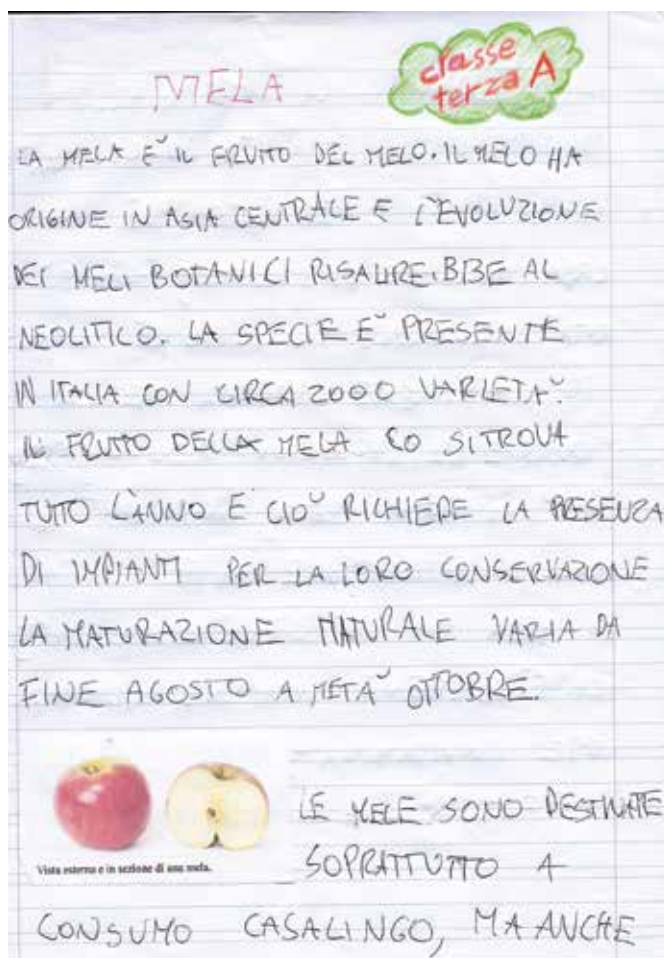 classe
terza A
MELA
LA MELA E' IL FRUTTO DEL MELO. IL MELO HA
ORIGINE IN ASIA CENTRALE E L'EVOLUZIONE
DEI MELI BOTANICI RISALIREBBE AL
NEOLITICO. LA SPECIE E' PRESENTE
IN ITALIA CON CIRCA 2000 VARIETA'.
IL FRUTTO DELLA MELA LO SI TROVA
TUTTO L'ANNO E CIO' RICHIEDE LA PRESENZA
DI IMPIANTI PER LA LORO CONSERVAZIONE
LA MATURAZIONE NATURALE VARIA DA
FINE AGOSTO A META' OTTOBRE.
Vista esterna e in sezione di una mela.
LE MELE SONO DESTINATE
SOPRATTUTTO A
CONSUMO CASALINGO, MA ANCHE